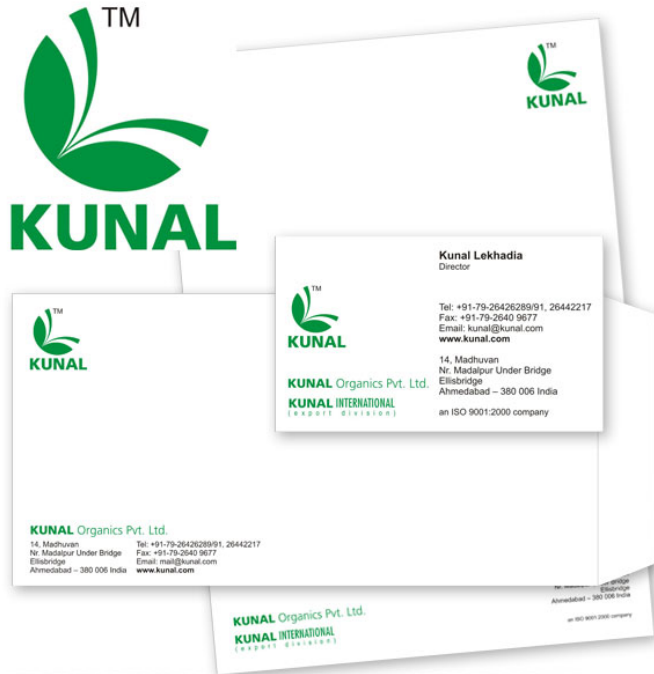 TM
KUNAL
TM
KUNAL
Kunal Lekhadia
Director
Tel: +91-79-26426289/91, 26442217
Fax: +91-79-2640 9677
Email: kunal@kunal.com
www.kunal.com
14, Madhuvan
Nr. Madalpur Under Bridge
Ellisbridge
Ahmedabad – 380 006 India
an ISO 9001:2000 company
TM
KUNAL
KUNAL Organics Pvt. Ltd.
KUNAL INTERNATIONAL
(export division)
TM
KUNAL
KUNAL Organics Pvt. Ltd.
14, Madhuvan
Nr. Madalpur Under Bridge
Ellisbridge
Ahmedabad – 380 006 India
Tel: +91-79-26426289/91, 26442217
Fax: +91-79-2640 9677
Email: mail@kunal.com
www.kunal.com
KUNAL Organics Pvt. Ltd.
KUNAL INTERNATIONAL
(export division)
Bridge
Ellisbridge
Ahmedabad – 380 006 India
an ISO 9001:2000 company